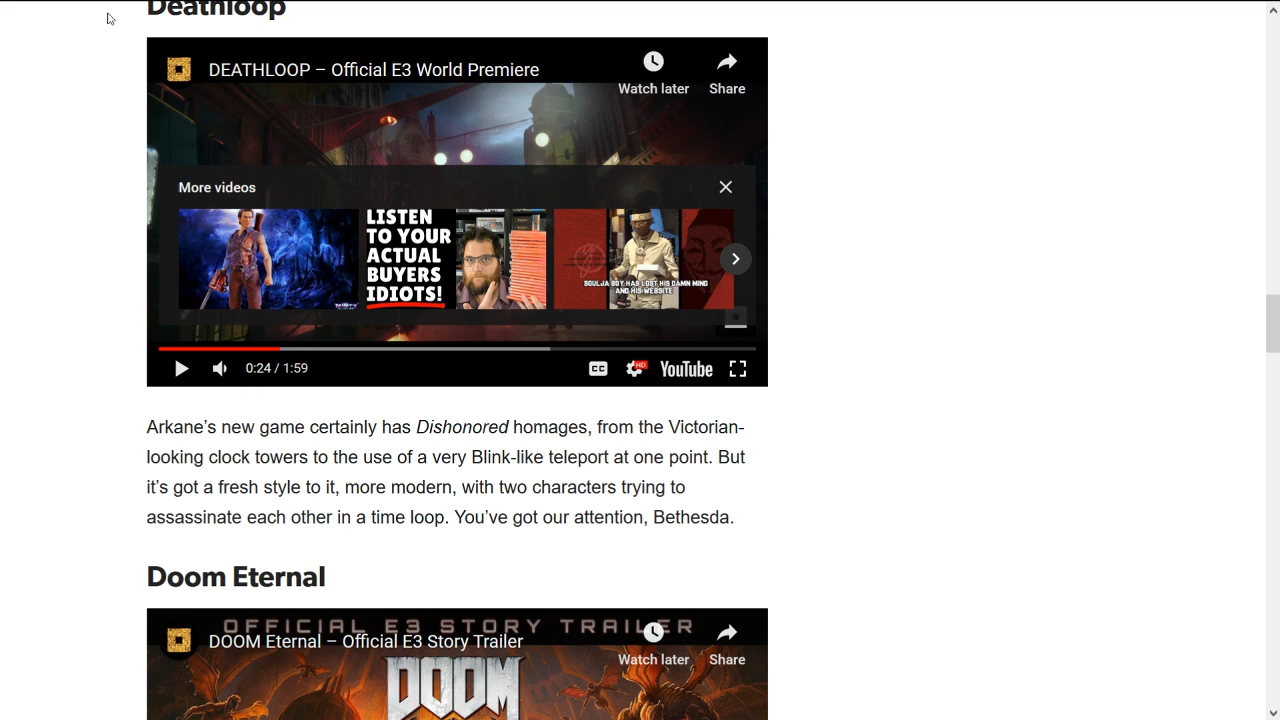 Deathloop
DEATHLOOP – Official E3 World Premiere
Watch later
Share
More videos
LISTEN
TO YOUR
ACTUAL
BUYERS
IDIOTS!
SOULJA BOY HAS LOST HIS DAMN MIND
AND HIS WEBSITE
0:24 / 1:59
CC
HD
YouTube
Arkane's new game certainly has Dishonored homages, from the Victorian-
looking clock towers to the use of a very Blink-like teleport at one point. But
it's got a fresh style to it, more modern, with two characters trying to
assassinate each other in a time loop. You've got our attention, Bethesda.
Doom Eternal
OFFICIAL E3 STORY TRAILER
DOOM Eternal – Official E3 Story Trailer
Watch later
Share
DOOM